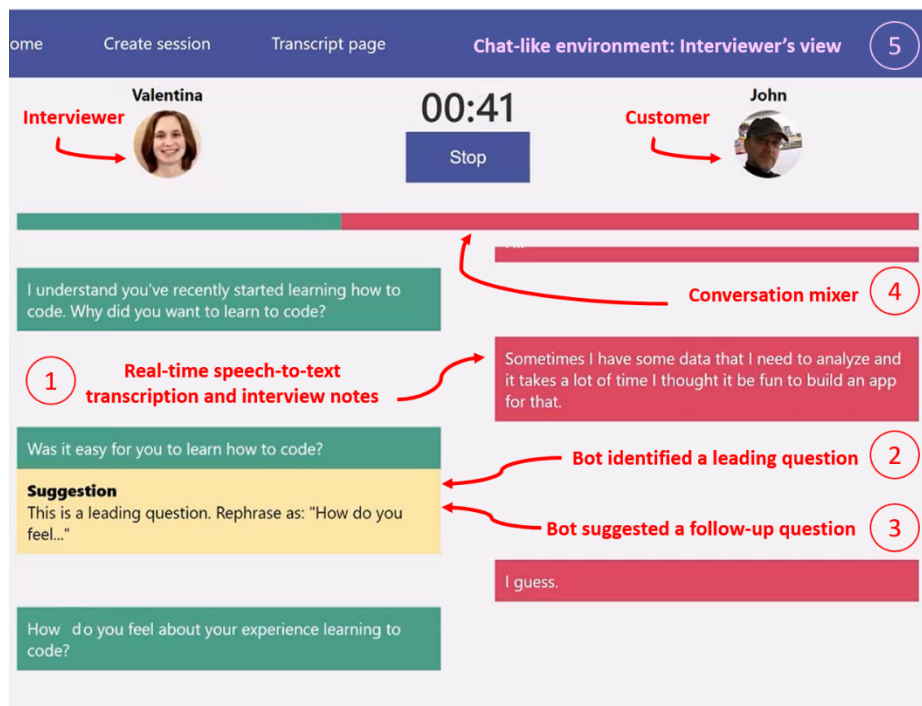 ome Create session Transcript page Chat-like environment: Interviewer's view 5
Valentina
Interviewer
00:41
Stop
John
Customer
I understand you've recently started learning how to
code. Why did you want to learn to code?
Conversation mixer 4
1 Real-time speech-to-text
transcription and interview notes
Sometimes I have some data that I need to analyze and
it takes a lot of time I thought it be fun to build an app
for that.
Was it easy for you to learn how to code?
Bot identified a leading question 2
Suggestion
This is a leading question. Rephrase as: "How do you
feel..."
Bot suggested a follow-up question 3
I guess.
How do you feel about your experience learning to
code?